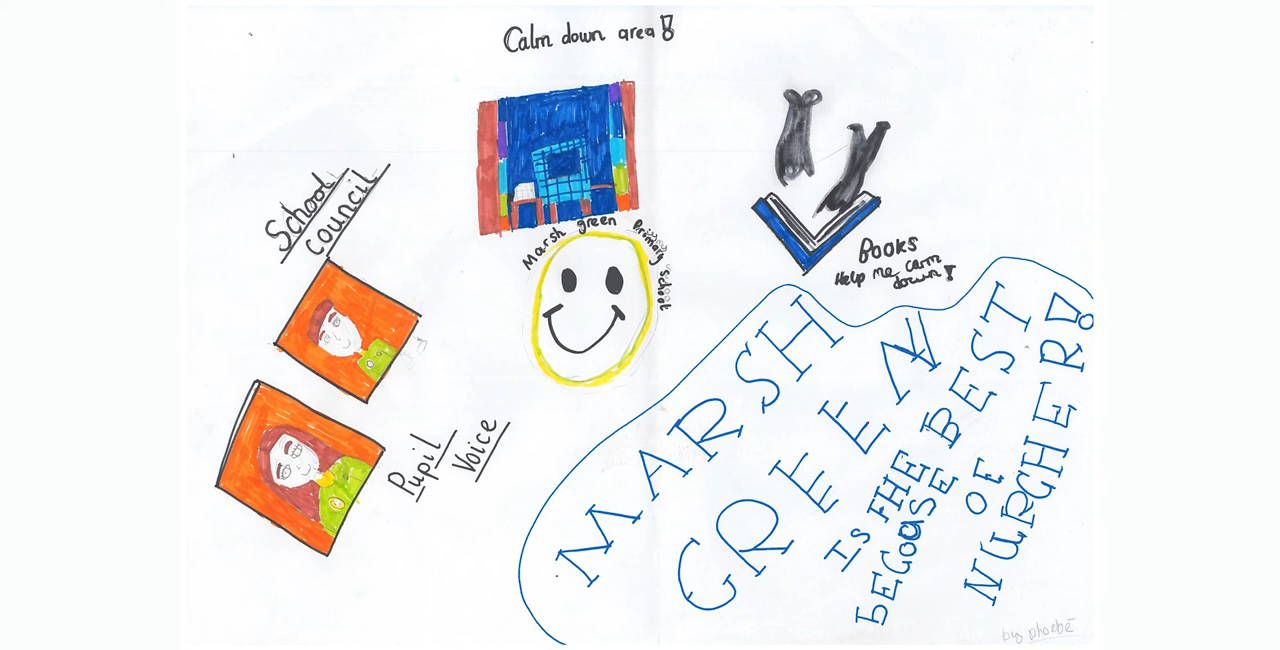 Calm down area!
School
council
Marsh green Primary school
Books
Help me calm
down!
Pupil
Voice
MARSH
GREEN
IS THE BEST
BECOASE
OF
NURCHER!
by phoebe